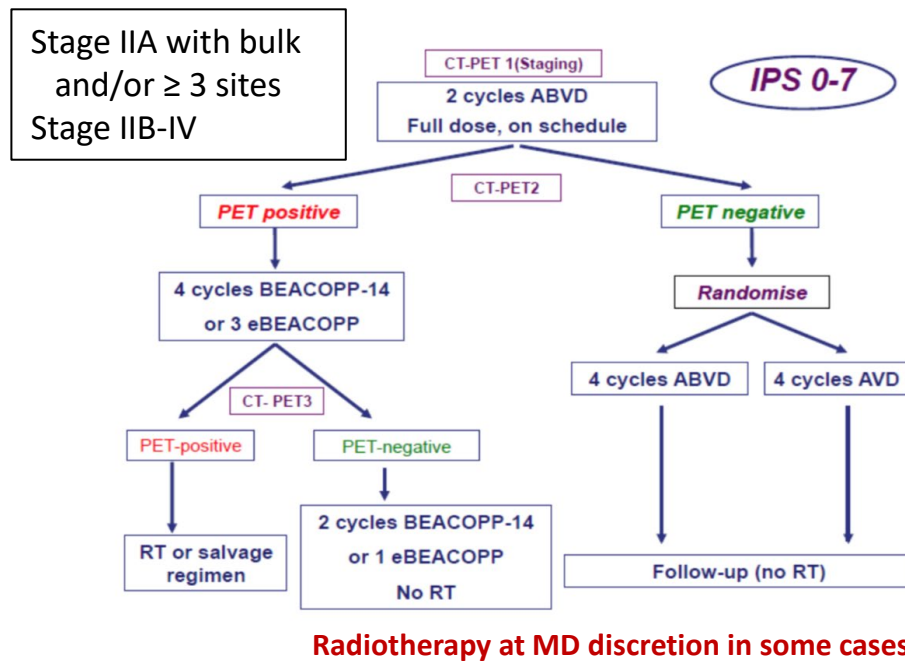 Stage IIA with bulk
and/or ≥ 3 sites
Stage IIB-IV
CT-PET 1(Staging)
2 cycles ABVD
Full dose, on schedule
IPS 0-7
CT-PET2
PET positive
PET negative
4 cycles BEACOPP-14
or 3 eBEACOPP
Randomise
4 cycles ABVD
4 cycles AVD
CT- PET3
PET-positive
PET-negative
RT or salvage
regimen
2 cycles BEACOPP-14
or 1 eBEACOPP
No RT
Follow-up (no RT)
Radiotherapy at MD discretion in some cases